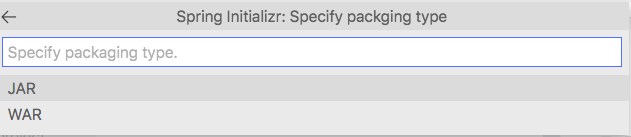 Spring Initializr: Specify packging type
Specify packaging type.
JAR
WAR